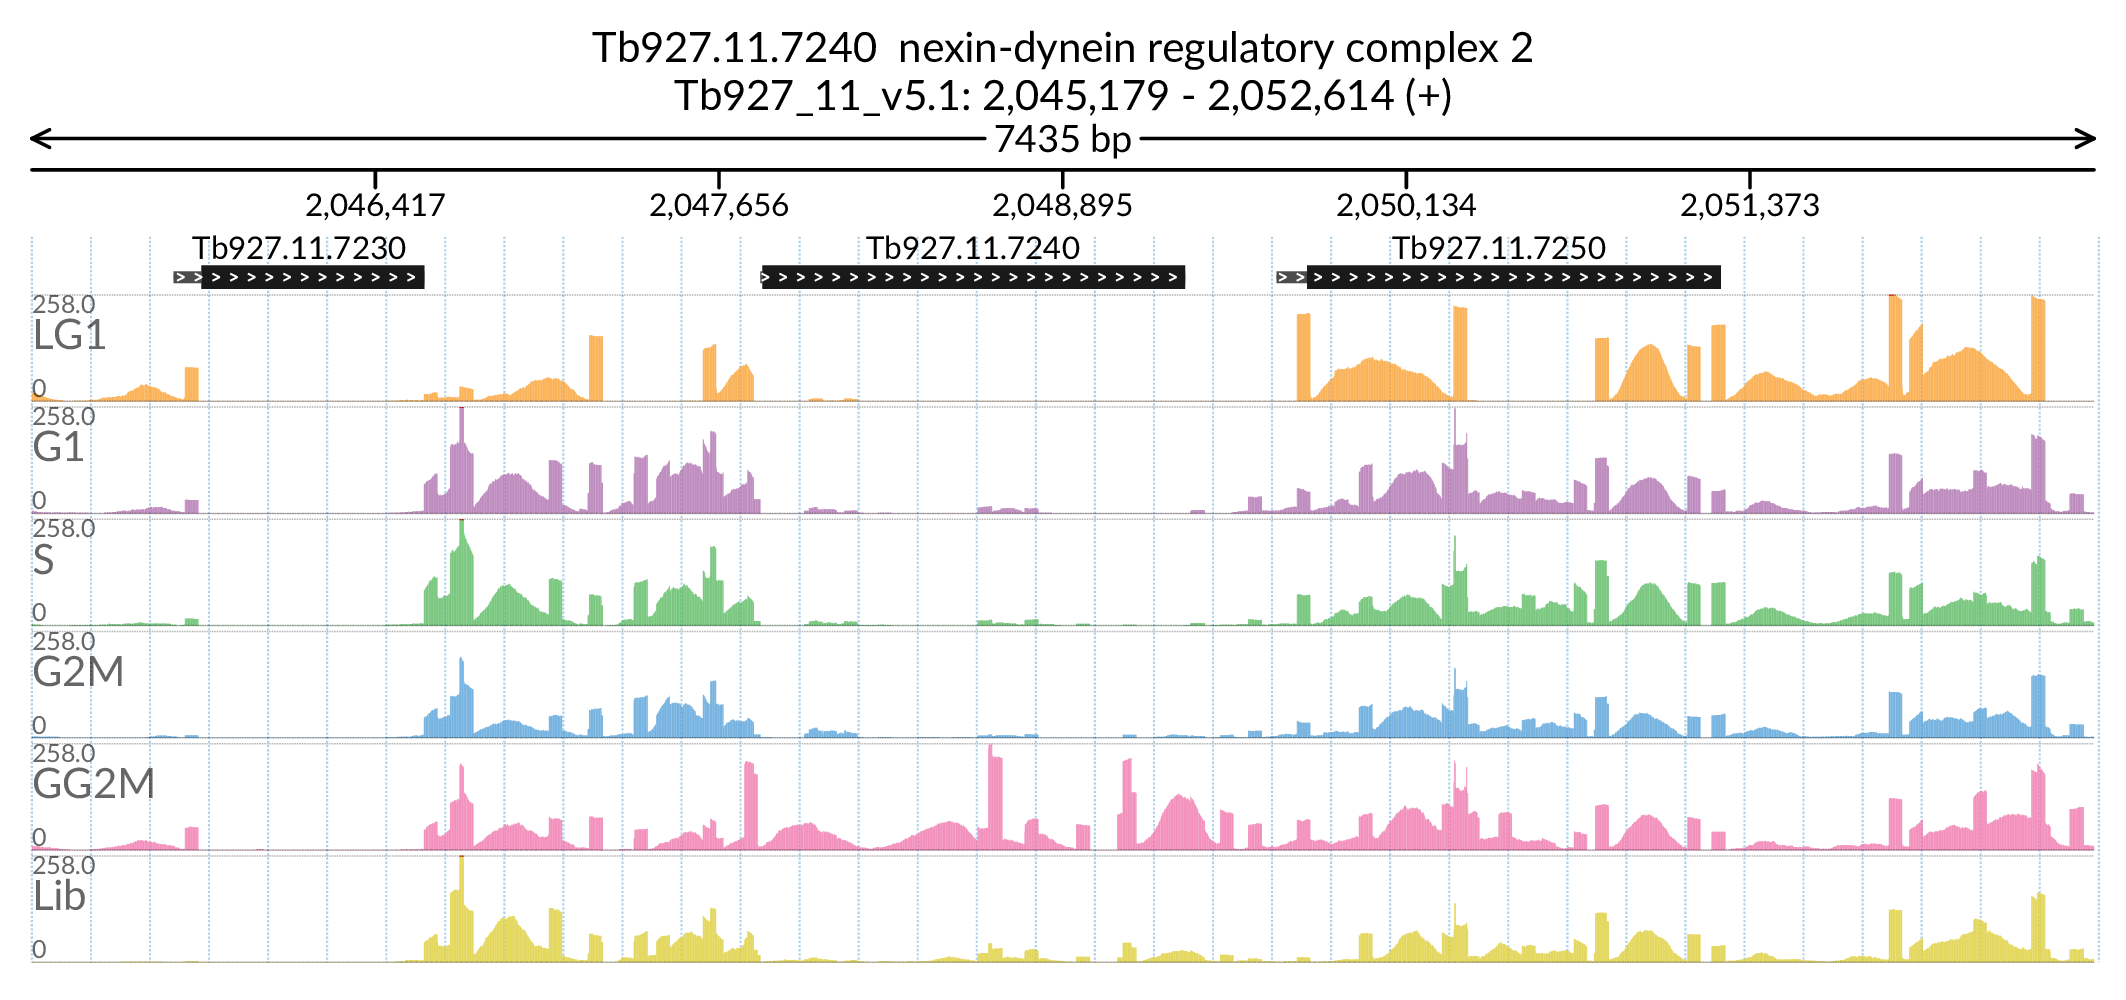 Tb927.11.7240  nexin-dynein regulatory complex 2
Tb927_11_v5.1: 2,045,179 - 2,052,614 (+)
7435 bp
2,046,417 2,047,656 2,048,895 2,050,134 2,051,373
Tb927.11.7230 Tb927.11.7240 Tb927.11.7250
258.0
LG1
0
258.0
G1
0
258.0
S
0
258.0
G2M
0
258.0
GG2M
0
258.0
Lib
0